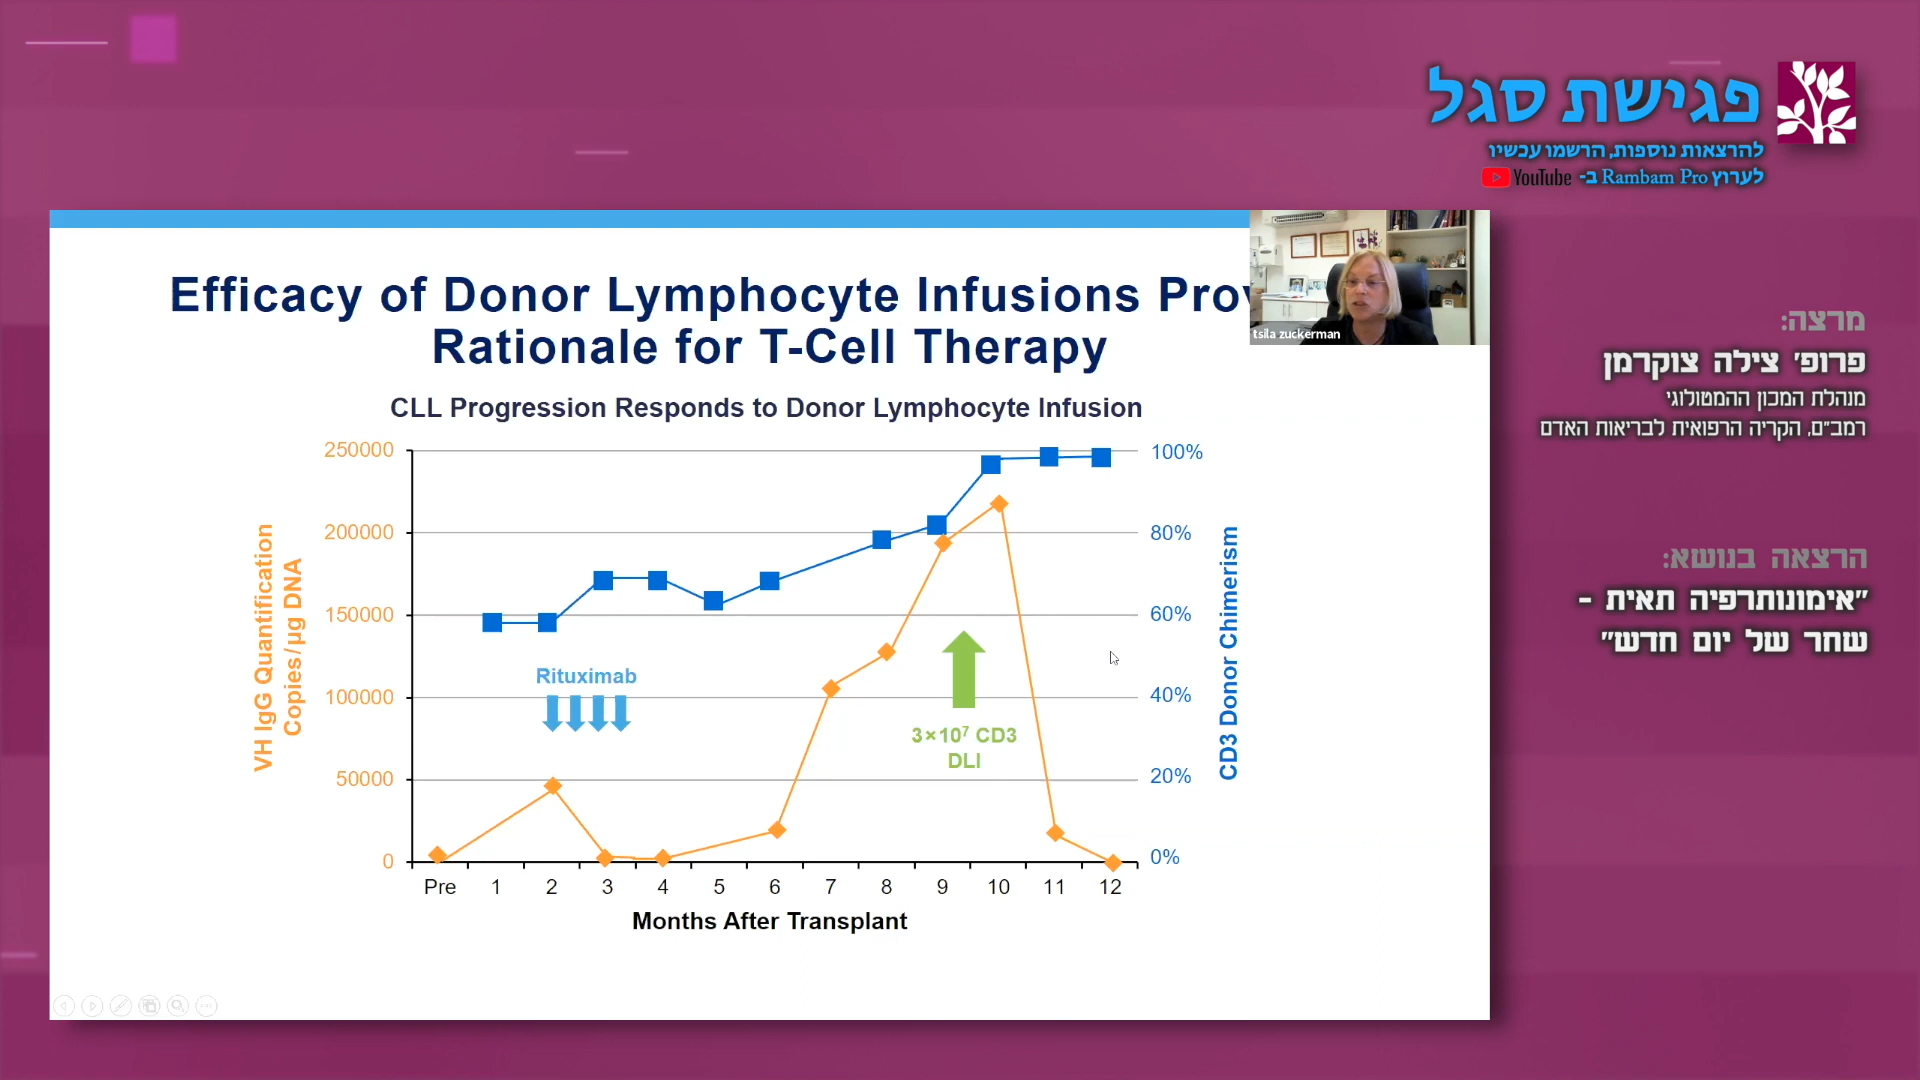 פגישת סגל
להרצאות נוספות, הרשמו עכשיו
לערוץ Rambam Pro ב- YouTube
מרצה:
פרופ' צילה צוקרמן
מנהלת המכון ההמטולוגי
רמב"ם, הקריה הרפואית לבריאות האדם
הרצאה בנושא:
"אימונותרפיה תאית -
שחר של יום חדש"
tsila zuckerman
Efficacy of Donor Lymphocyte Infusions
Rationale for T-Cell Therapy
CLL Progression Responds to Donor Lymphocyte Infusion
VH IgG Quantification
Copies/µg DNA
250000
200000
150000
100000
50000
0
Rituximab
3×10⁷ CD3
DLI
100%
80%
60%
40%
20%
0%
CD3 Donor Chimerism
Pre 1 2 3 4 5 6 7 8 9 10 11 12
Months After Transplant